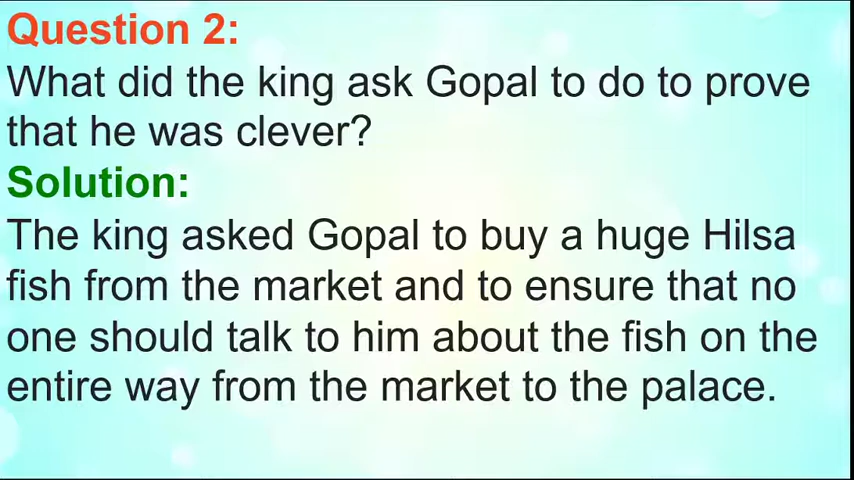 Question 2:
What did the king ask Gopal to do to prove
that he was clever?
Solution:
The king asked Gopal to buy a huge Hilsa
fish from the market and to ensure that no
one should talk to him about the fish on the
entire way from the market to the palace.